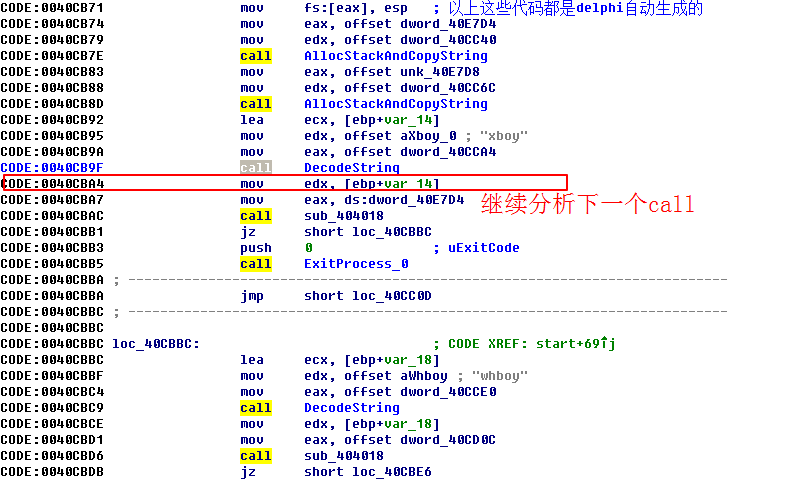 CODE:0040CB71 mov fs:[eax], esp ; 以上这些代码都是delphi自动生成的
CODE:0040CB74 mov eax, offset dword_40E7D4
CODE:0040CB79 mov edx, offset dword_40CC40
CODE:0040CB7E call AllocStackAndCopyString
CODE:0040CB83 mov eax, offset unk_40E7D8
CODE:0040CB88 mov edx, offset dword_40CC6C
CODE:0040CB8D call AllocStackAndCopyString
CODE:0040CB92 lea ecx, [ebp+var_14]
CODE:0040CB95 mov edx, offset aXboy_0 ; "xboy"
CODE:0040CB9A mov eax, offset dword_40CCA4
CODE:0040CB9F call DecodeString
CODE:0040CBA4 mov edx, [ebp+var_14]
CODE:0040CBA7 mov eax, ds:dword_40E7D4
继续分析下一个call
CODE:0040CBAC call sub_404018
CODE:0040CBB1 jz short loc_40CBBC
CODE:0040CBB3 push 0 ; uExitCode
CODE:0040CBB5 call ExitProcess_0
CODE:0040CBBA ; ---------------------------------------------------------------------------
CODE:0040CBBA jmp short loc_40CC0D
CODE:0040CBBC ; ---------------------------------------------------------------------------
CODE:0040CBBC
CODE:0040CBBC loc_40CBBC: ; CODE XREF: start+69↑j
CODE:0040CBBC lea ecx, [ebp+var_18]
CODE:0040CBBF mov edx, offset aWhboy ; "whboy"
CODE:0040CBC4 mov eax, offset dword_40CCE0
CODE:0040CBC9 call DecodeString
CODE:0040CBCE mov edx, [ebp+var_18]
CODE:0040CBD1 mov eax, offset dword_40CD0C
CODE:0040CBD6 call sub_404018
CODE:0040CBDB jz short loc_40CBE6